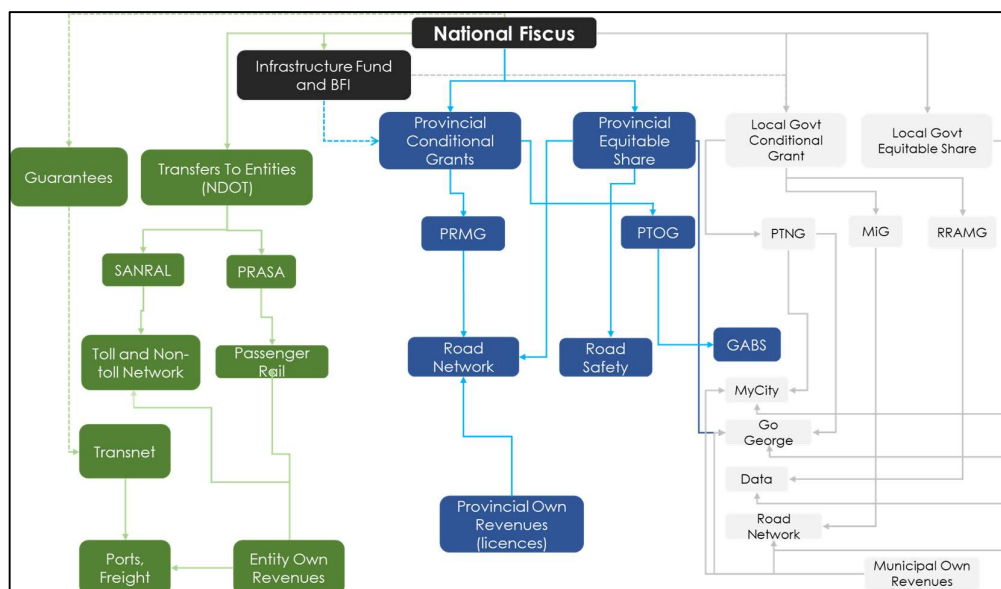 National Fiscus
Infrastructure Fund
and BFI
Provincial
Conditional
Grants
Provincial
Equitable
Share
Local Govt
Conditional
Grant
Local Govt
Equitable Share
Guarantees
Transfers To Entities
(NDOT)
PRMG
PTOG
PTNG
MiG
RRAMG
SANRAL
PRASA
Toll and Non-
toll Network
Passenger
Rail
Road
Network
Road
Safety
GABS
MyCity
Go
George
Transnet
Data
Provincial Own
Revenues
(licences)
Road
Network
Ports,
Freight
Entity Own
Revenues
Municipal Own
Revenues